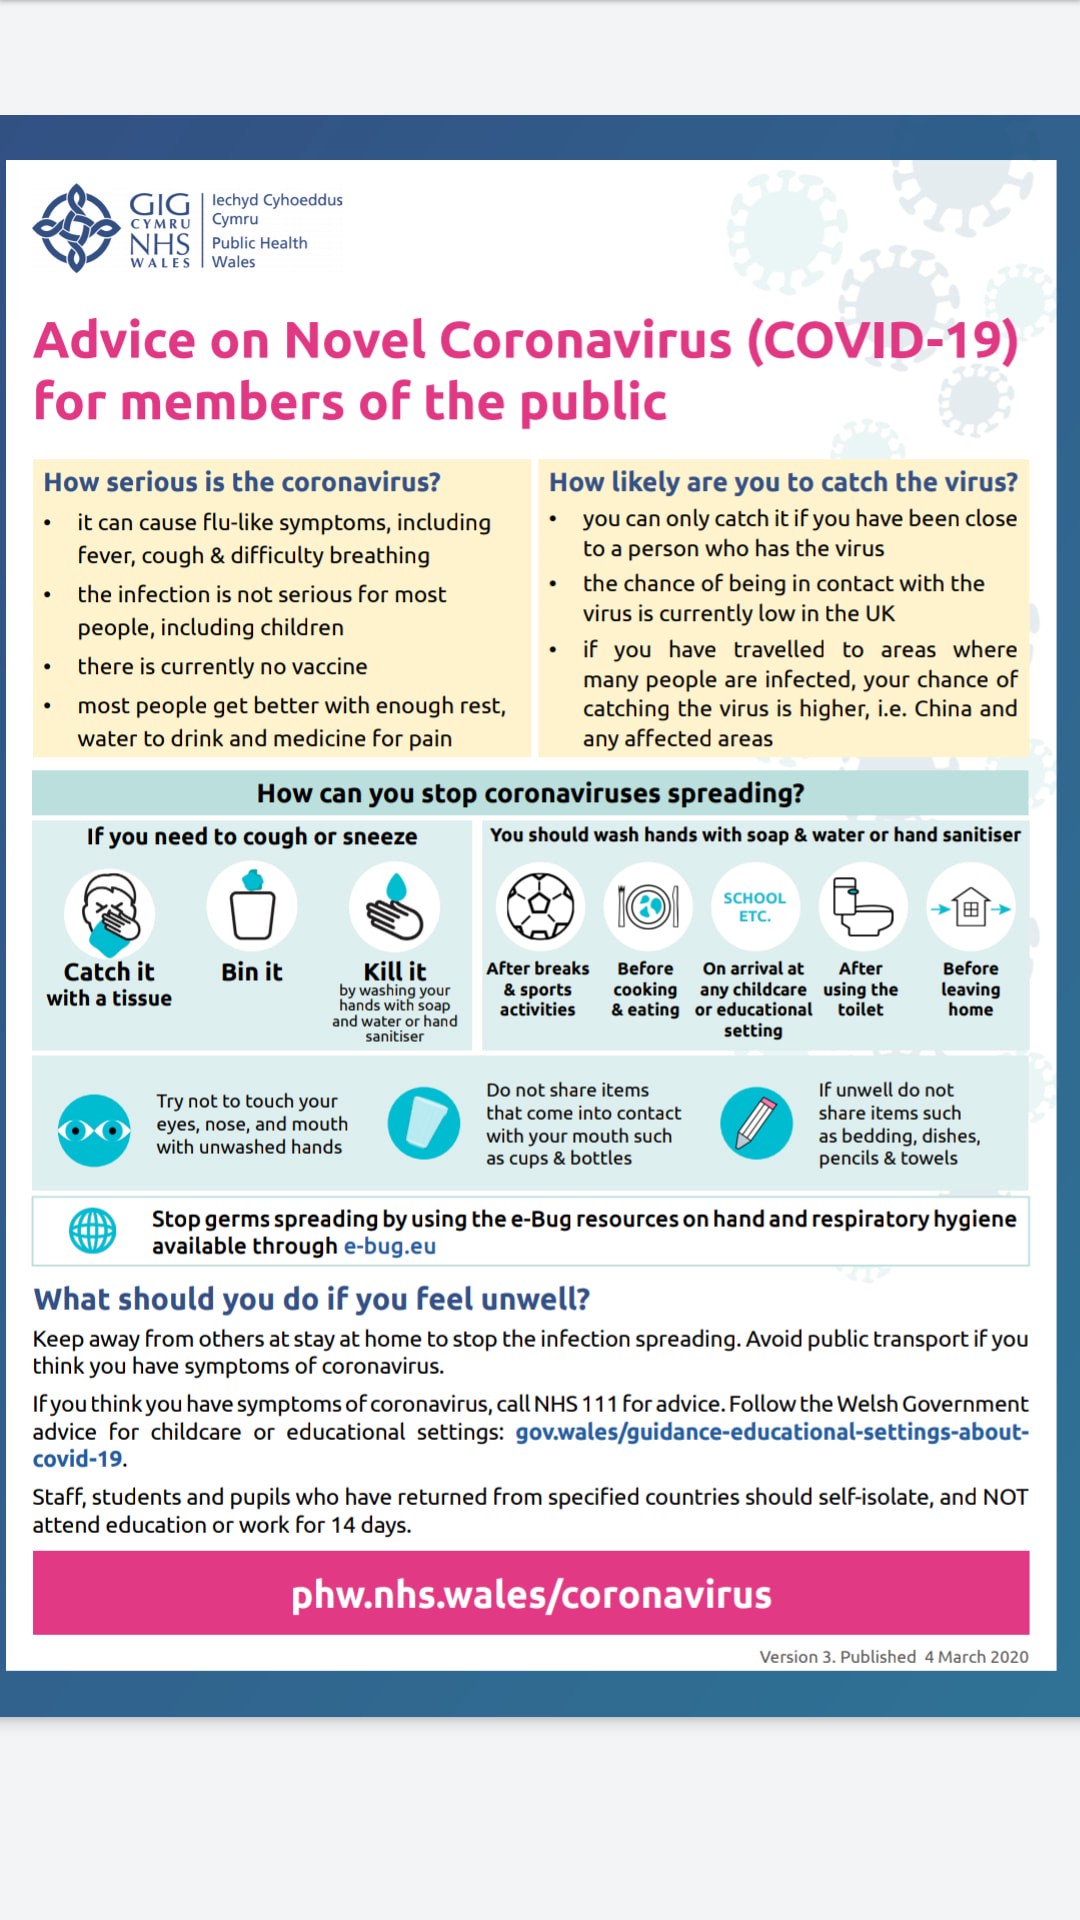 GIG
CYMRU
NHS
WALES
Iechyd Cyhoeddus
Cymru
Public Health
Wales
Advice on Novel Coronavirus (COVID-19)
for members of the public
How serious is the coronavirus?
• it can cause flu-like symptoms, including
fever, cough & difficulty breathing
• the infection is not serious for most
people, including children
• there is currently no vaccine
• most people get better with enough rest,
water to drink and medicine for pain
How likely are you to catch the virus?
• you can only catch it if you have been close
to a person who has the virus
• the chance of being in contact with the
virus is currently low in the UK
• if you have travelled to areas where
many people are infected, your chance of
catching the virus is higher, i.e. China and
any affected areas
How can you stop coronaviruses spreading?
If you need to cough or sneeze
Catch it
with a tissue
Bin it
Kill it
by washing your
hands with soap
and water or hand
sanitiser
You should wash hands with soap & water or hand sanitiser
After breaks
& sports
activities
Before
cooking
& eating
SCHOOL
ETC.
On arrival at
any childcare
or educational
setting
After
using the
toilet
Before
leaving
home
Try not to touch your
eyes, nose, and mouth
with unwashed hands
Do not share items
that come into contact
with your mouth such
as cups & bottles
If unwell do not
share items such
as bedding, dishes,
pencils & towels
Stop germs spreading by using the e-Bug resources on hand and respiratory hygiene
available through e-bug.eu
What should you do if you feel unwell?
Keep away from others at stay at home to stop the infection spreading. Avoid public transport if you
think you have symptoms of coronavirus.
If you think you have symptoms of coronavirus, call NHS 111 for advice. Follow the Welsh Government
advice for childcare or educational settings: gov.wales/guidance-educational-settings-about-
covid-19.
Staff, students and pupils who have returned from specified countries should self-isolate, and NOT
attend education or work for 14 days.
phw.nhs.wales/coronavirus
Version 3. Published 4 March 2020